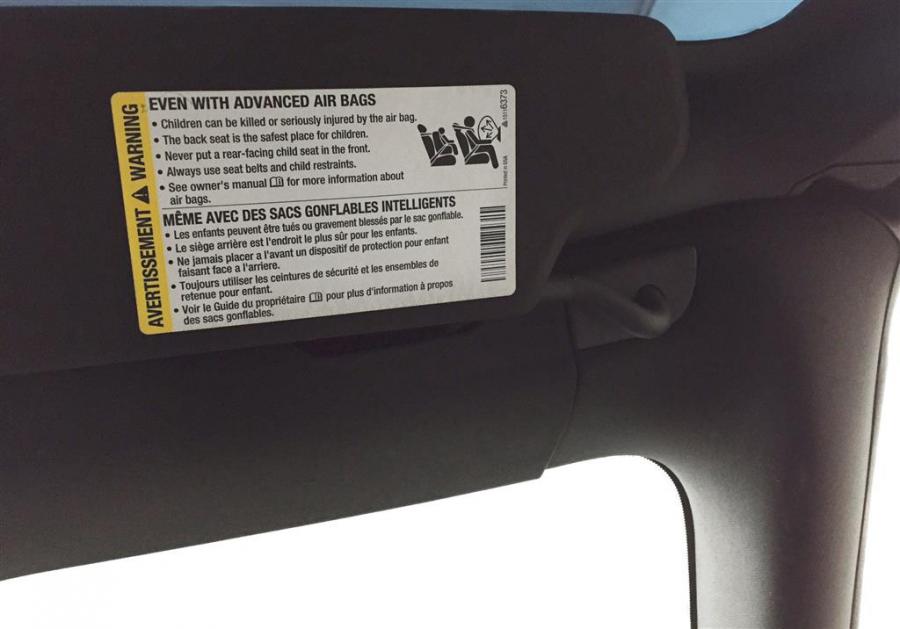 WARNING
AVERTISSEMENT
EVEN WITH ADVANCED AIR BAGS
• Children can be killed or seriously injured by the air bag.
• The back seat is the safest place for children.
• Never put a rear-facing child seat in the front.
• Always use seat belts and child restraints.
• See owner's manual for more information about
air bags.
MÊME AVEC DES SACS GONFLABLES INTELLIGENTS
• Les enfants peuvent être tués ou gravement blessés par le sac gonflable.
• Le siège arrière est l'endroit le plus sûr pour les enfants.
• Ne jamais placer a l'avant un dispositif de protection pour enfant
faisant face a l'arriere.
• Toujours utiliser les ceintures de sécurité et les ensembles de
retenue pour enfant.
• Voir le Guide du propriétaire pour plus d'information à propos
des sacs gonflables.
Printed in USA